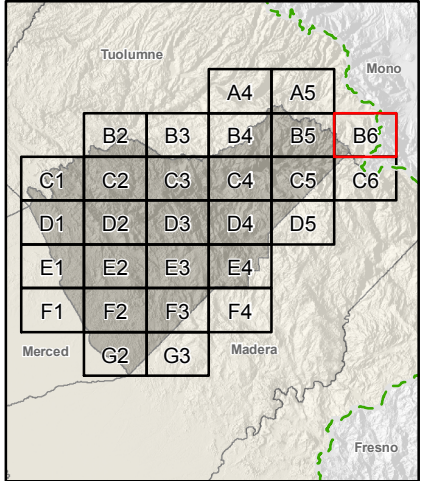 Tuolumne
Mono
A4 A5
B2 B3 B4 B5 B6
C1 C2 C3 C4 C5 C6
D1 D2 D3 D4 D5
E1 E2 E3 E4
F1 F2 F3 F4
Merced G2 G3 Madera
Fresno